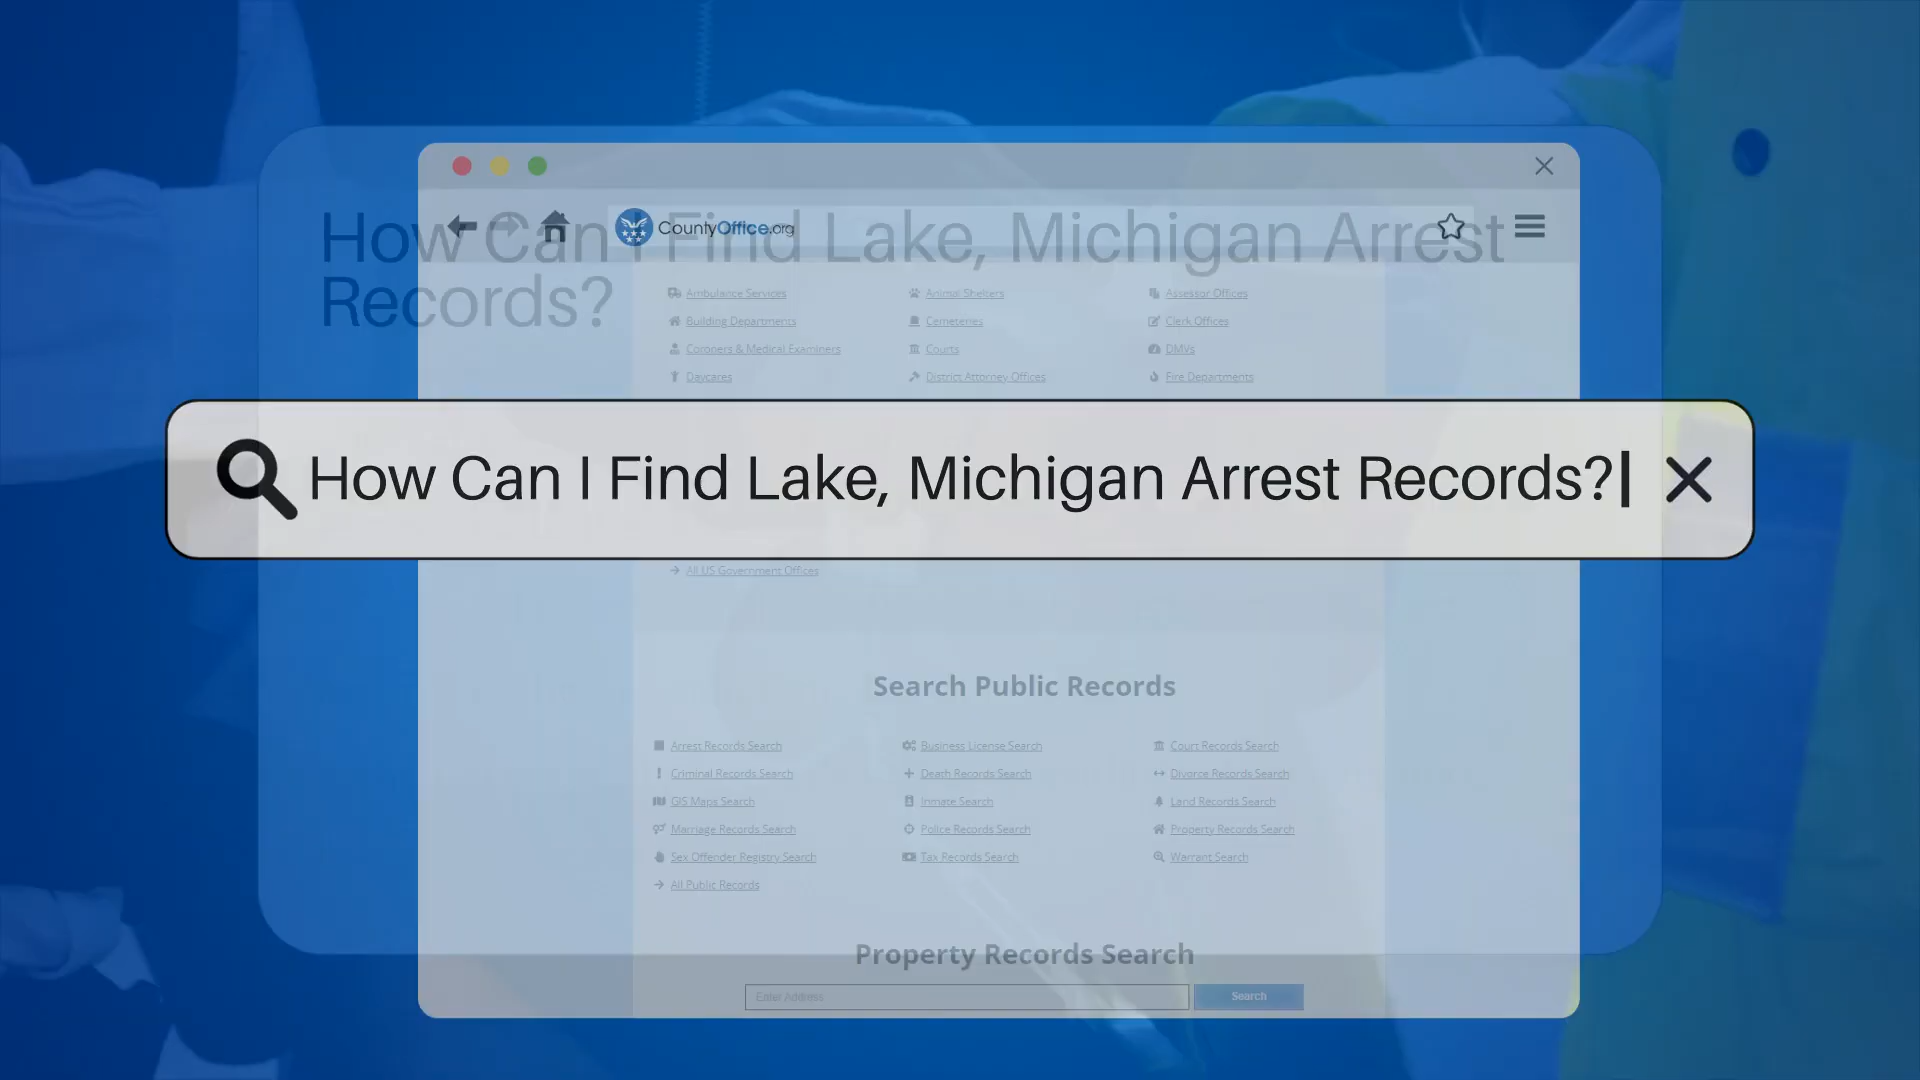 CountyOffice.org
How Can I Find Lake, Michigan Arrest
Records?
Ambulance Services Animal Shelters Assessor Offices
Building Departments Cemeteries Clerk Offices
Coroners & Medical Examiners Courts DMVs
Daycares District Attorney Offices Fire Departments
How Can I Find Lake, Michigan Arrest Records?
All US Government Offices
Search Public Records
Arrest Records Search Business License Search Court Records Search
Criminal Records Search Death Records Search Divorce Records Search
GIS Maps Search Inmate Search Land Records Search
Marriage Records Search Police Records Search Property Records Search
Sex Offender Registry Search Tax Records Search Warrant Search
All Public Records
Property Records Search
Enter Address Search